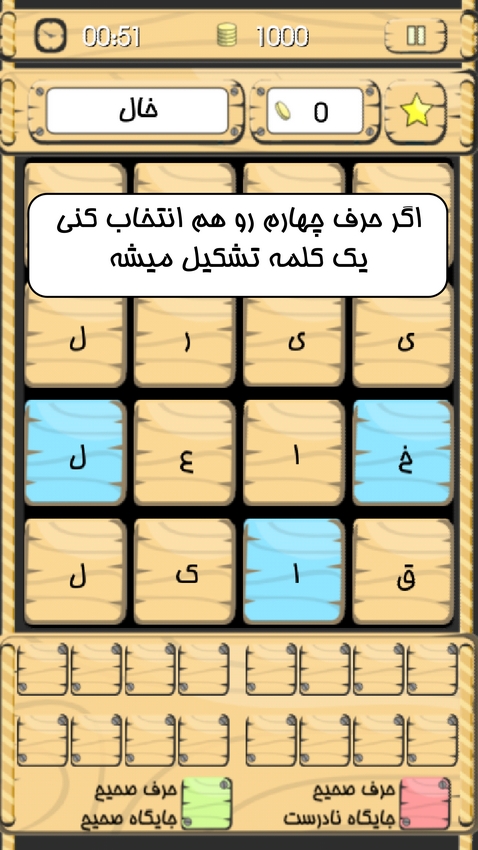 00:51
1000
خال
0
اگر حرف چهارم رو هم انتخاب کنی
یک کلمه تشکیل میشه
ی ی ر ل
خ ا ع ل
ق ا ک ل
حرف صحیح
جایگاه نادرست
حرف صحیح
جایگاه صحیح